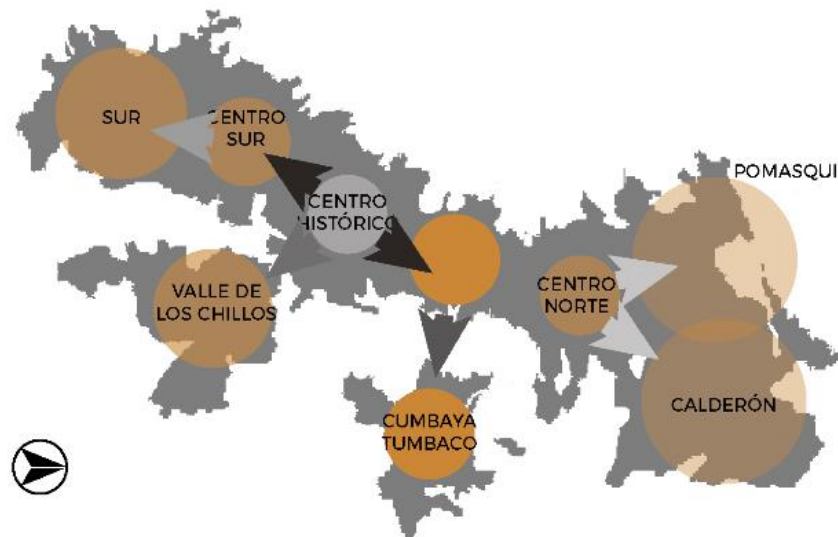 SUR
CENTRO
SUR
CENTRO
HISTÓRICO
POMASQUI
VALLE DE
LOS CHILLOS
CENTRO
NORTE
CUMBAYA
TUMBACO
CALDERÓN